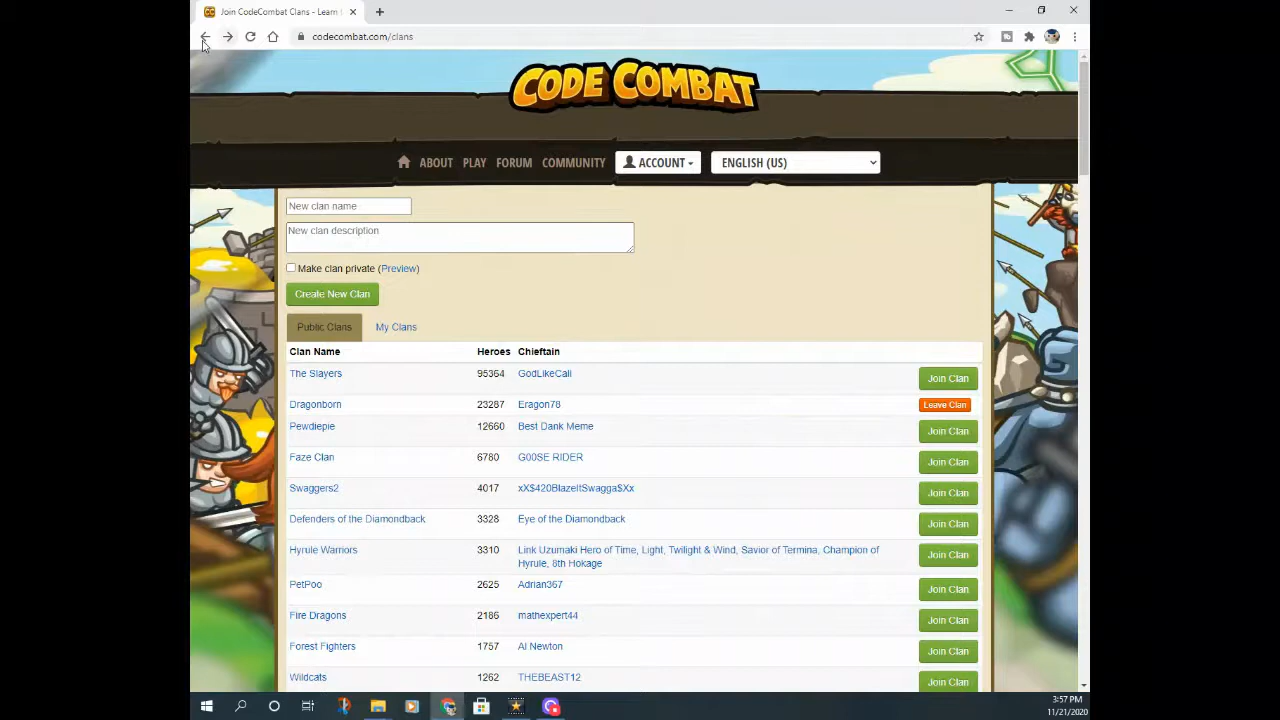 Join CodeCombat Clans - Learn
codecombat.com/clans
CODE COMBAT
ABOUT PLAY FORUM COMMUNITY ACCOUNT ENGLISH (US)
New clan name
New clan description
Make clan private (Preview)
Create New Clan
Public Clans My Clans
Clan Name Heroes Chieftain
The Slayers 95364 GodLikeCali Join Clan
Dragonborn 23287 Eragon78 Leave Clan
Pewdiepie 12660 Best Dank Meme Join Clan
Faze Clan 6780 G00SE RIDER Join Clan
Swaggers2 4017 xX$420BlazeItSwagga$Xx Join Clan
Defenders of the Diamondback 3328 Eye of the Diamondback Join Clan
Hyrule Warriors 3310 Link Uzumaki Hero of Time, Light, Twilight & Wind, Savior of Termina, Champion of Join Clan
Hyrule, 8th Hokage
PetPoo 2625 Adrian367 Join Clan
Fire Dragons 2186 mathexpert44 Join Clan
Forest Fighters 1757 Al Newton Join Clan
Wildcats 1262 THEBEAST12 Join Clan
3:57 PM
11/21/2020